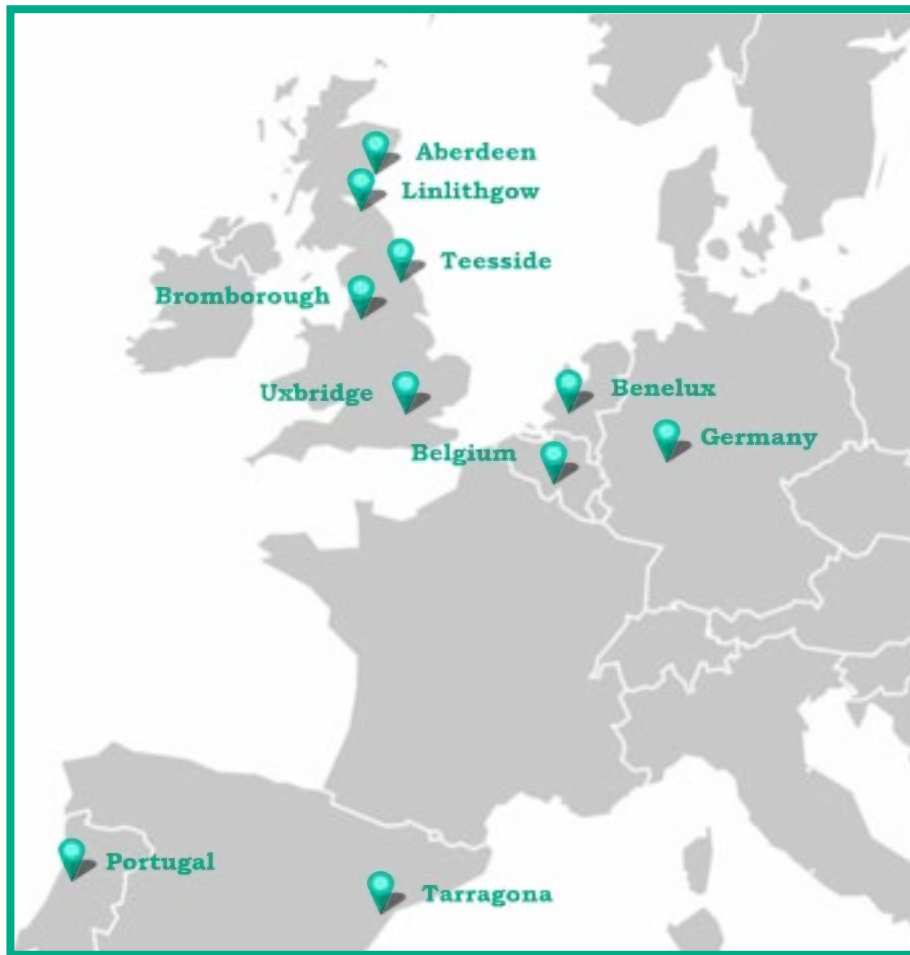 Aberdeen
Linlithgow
Teesside
Bromborough
Uxbridge
Benelux
Germany
Belgium
Portugal
Tarragona